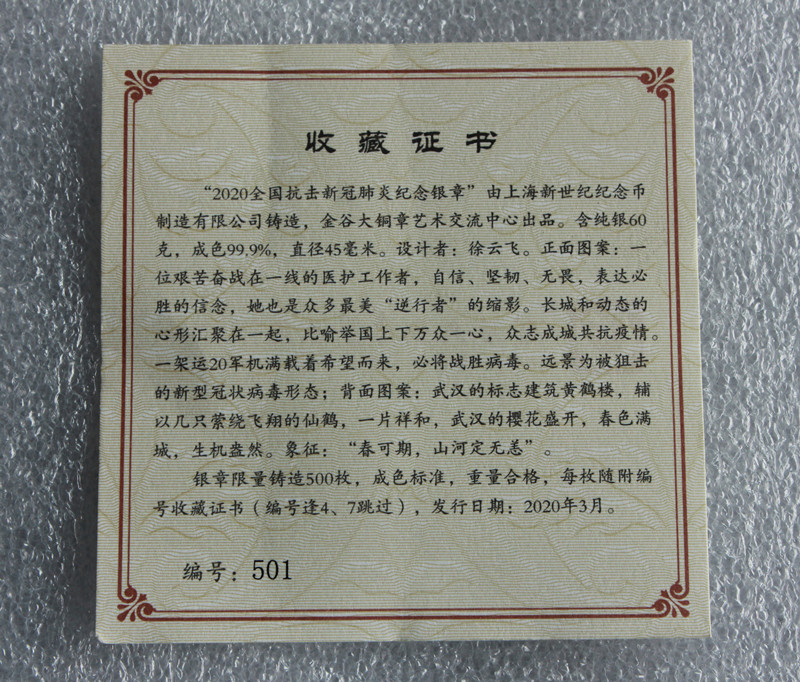 收藏证书
“2020全国抗击新冠肺炎纪念银章”由上海新世纪纪念币
制造有限公司铸造，金谷大铜章艺术交流中心出品。含纯银60
克，成色99.9%，直径45毫米。设计者：徐云飞。正面图案：一
位艰苦奋战在一线的医护工作者，自信、坚韧、无畏，表达必
胜的信念，她也是众多最美“逆行者”的缩影。长城和动态的
心形汇聚在一起，比喻举国上下万众一心，众志成城共抗疫情。
一架运20军机满载着希望而来，必将战胜病毒。远景为被狙击
的新型冠状病毒形态；背面图案：武汉的标志建筑黄鹤楼，辅
以几只萦绕飞翔的仙鹤，一片祥和，武汉的樱花盛开，春色满
城，生机盎然。象征：“春可期，山河定无恙”。
银章限量铸造500枚，成色标准，重量合格，每枚随附编
号收藏证书（编号逢4、7跳过），发行日期：2020年3月。
编号：501